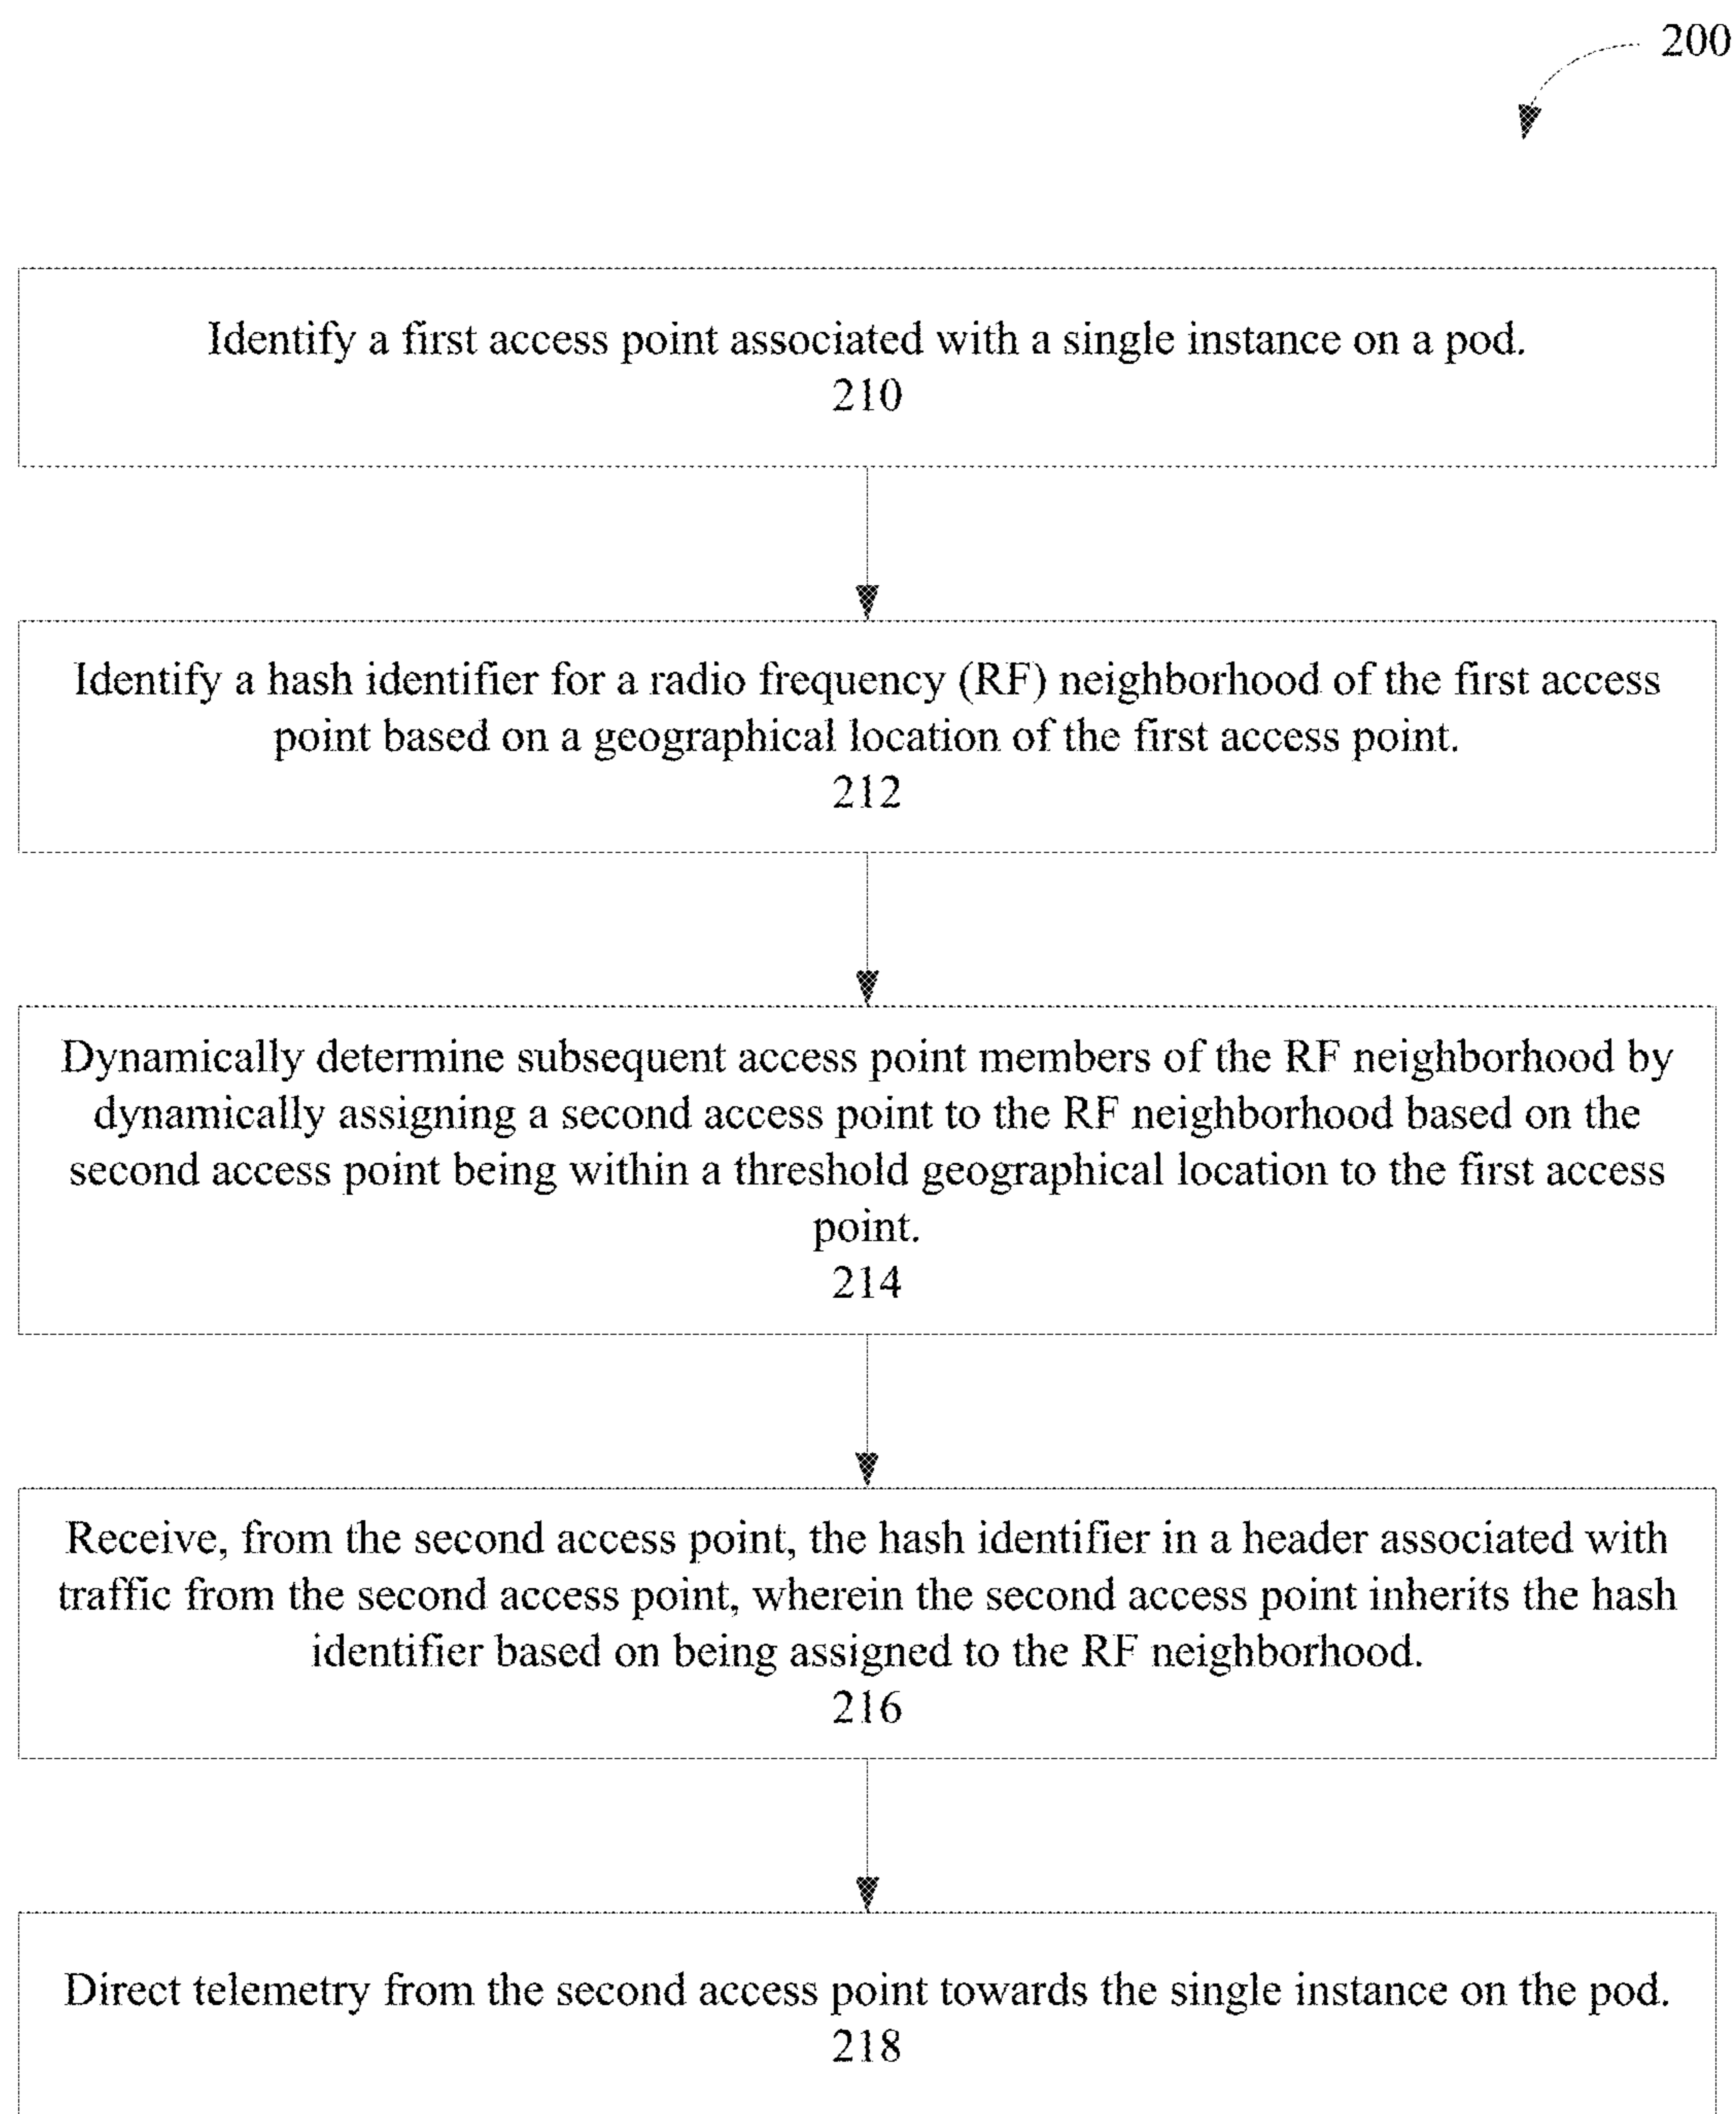 200
Identify a first access point associated with a single instance on a pod.
210
Identify a hash identifier for a radio frequency (RF) neighborhood of the first access
point based on a geographical location of the first access point.
212
Dynamically determine subsequent access point members of the RF neighborhood by
dynamically assigning a second access point to the RF neighborhood based on the
second access point being within a threshold geographical location to the first access
point.
214
Receive, from the second access point, the hash identifier in a header associated with
traffic from the second access point, wherein the second access point inherits the hash
identifier based on being assigned to the RF neighborhood.
216
Direct telemetry from the second access point towards the single instance on the pod.
218